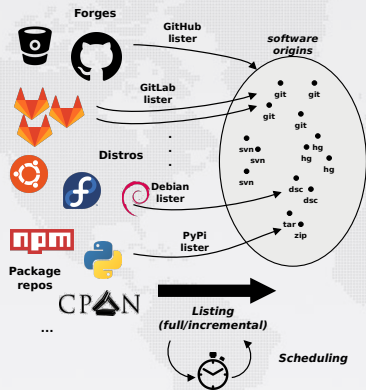 Forges
GitHub
lister
software
origins
GitLab
lister
git
git
git
git
svn
svn
svn
hg
hg
hg
Distros
Debian
lister
dsc
dsc
npm
PyPi
lister
tar
zip
Package
repos
CPAN
...
Listing
(full/incremental)
Scheduling